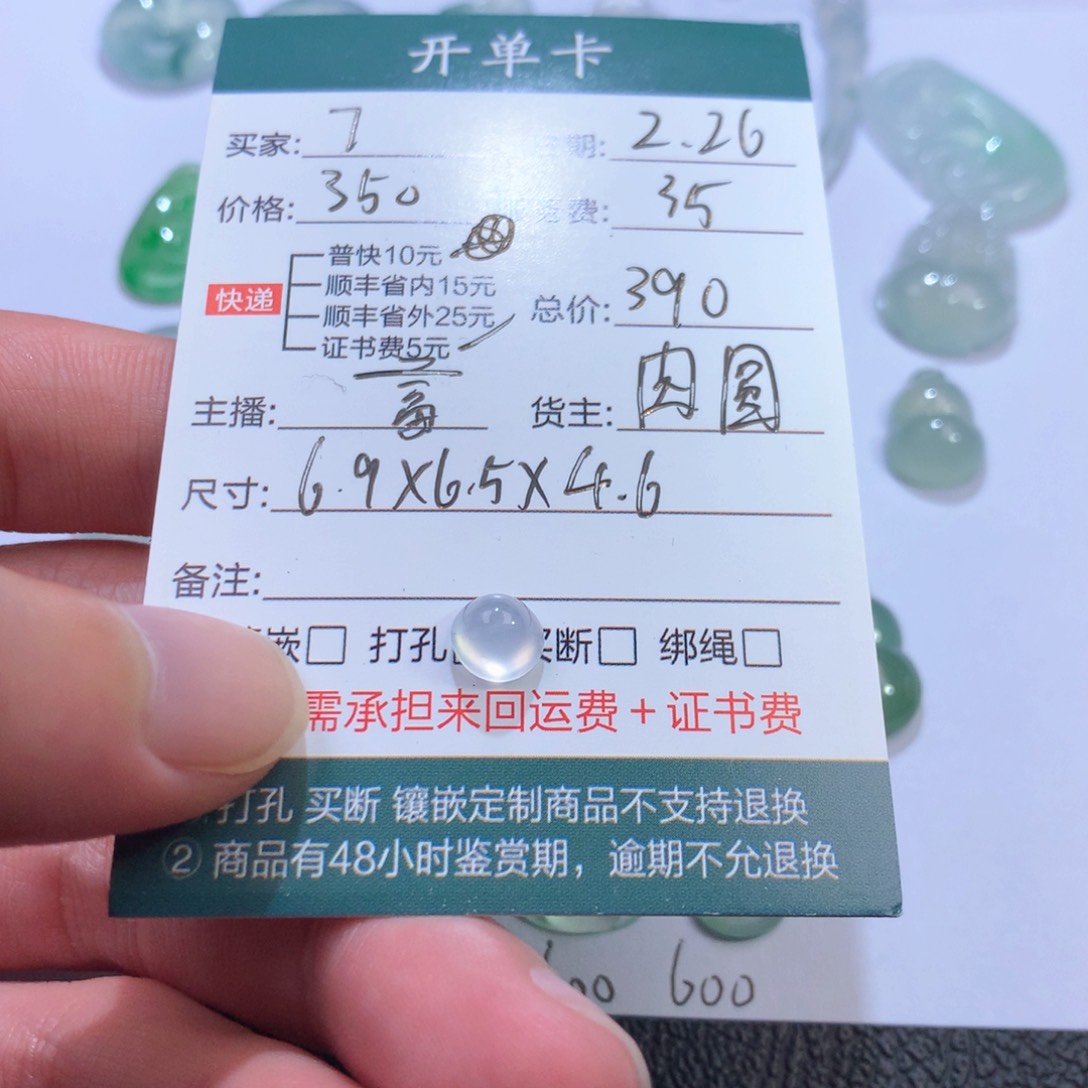 开单卡
买家: 7 期: 2.26
价格: 350 费: 35
普快10元
顺丰省内15元
快递 顺丰省外25元 总价: 390
证书费5元
主播: 货主: 肉圆
尺寸: 6.9X6.5X4.6
备注:
嵌□ 打孔 买断□ 绑绳□
需承担来回运费+证书费
打孔 买断 镶嵌定制商品不支持退换
② 商品有48小时鉴赏期，逾期不允退换
600